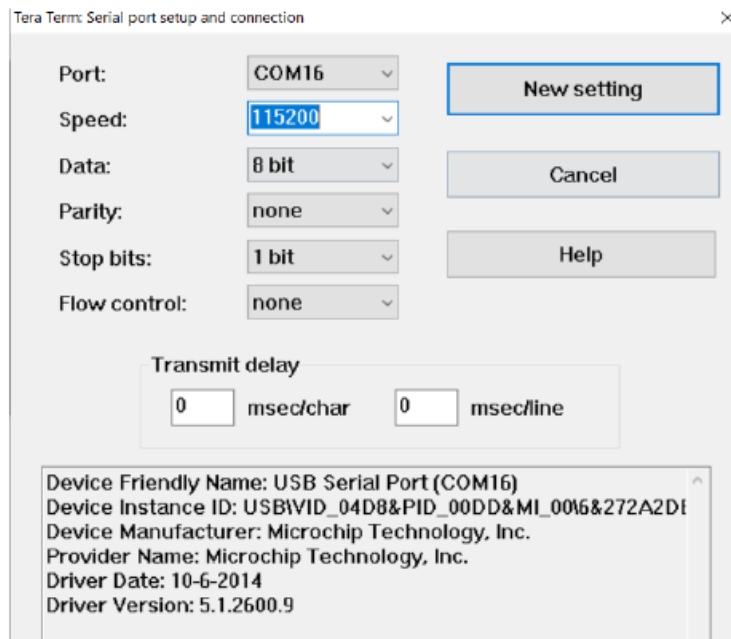 Tera Term: Serial port setup and connection
Port: COM16 New setting
Speed: 115200
Data: 8 bit Cancel
Parity: none
Stop bits: 1 bit Help
Flow control: none
Transmit delay
0 msec/char 0 msec/line
Device Friendly Name: USB Serial Port (COM16)
Device Instance ID: USB\VID_04D8&PID_00DD&MI_00\6&272A2DE
Device Manufacturer: Microchip Technology, Inc.
Provider Name: Microchip Technology, Inc.
Driver Date: 10-6-2014
Driver Version: 5.1.2600.9